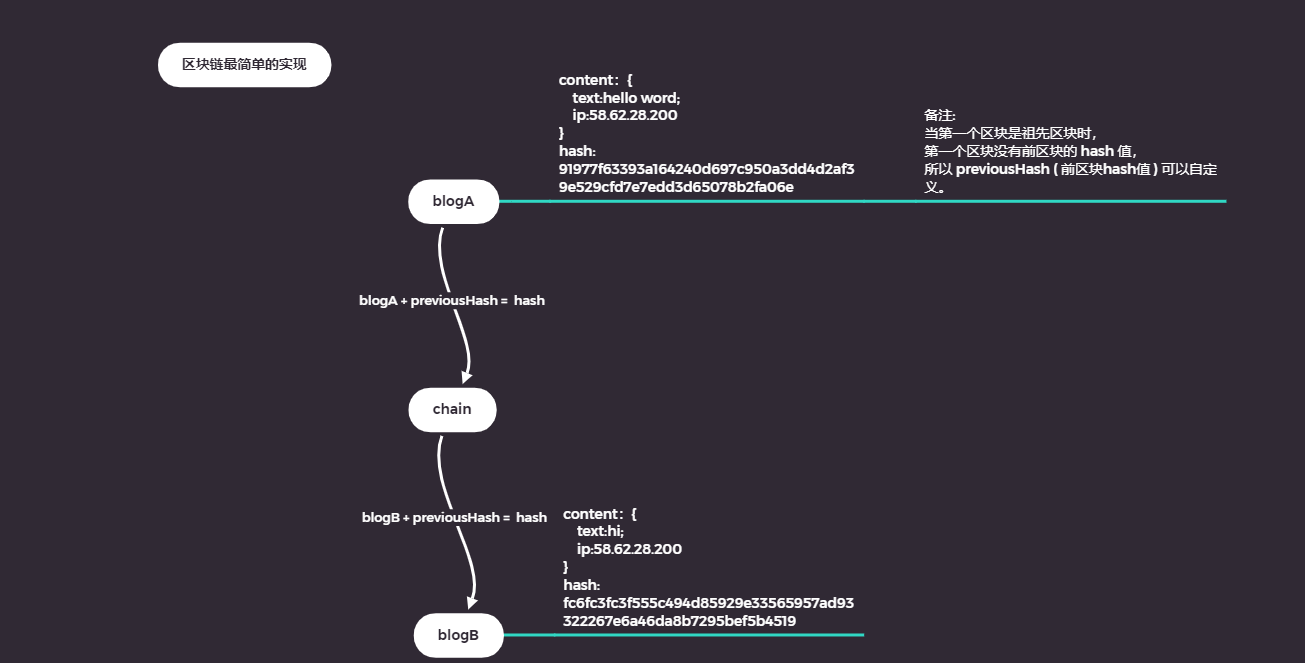 区块链最简单的实现
content：{
text:hello word;
ip:58.62.28.200
}
hash:
91977f63393a164240d697c950a3dd4d2af3
9e529cfd7e7edd3d65078b2fa06e
备注:
当第一个区块是祖先区块时，
第一个区块没有前区块的 hash 值，
所以 previousHash ( 前区块hash值 ) 可以自定
义。
blogA
blogA + previousHash = hash
chain
blogB + previousHash = hash
content：{
text:hi;
ip:58.62.28.200
}
hash:
fc6fc3fc3f555c494d85929e33565957ad93
322267e6a46da8b7295bef5b4519
blogB